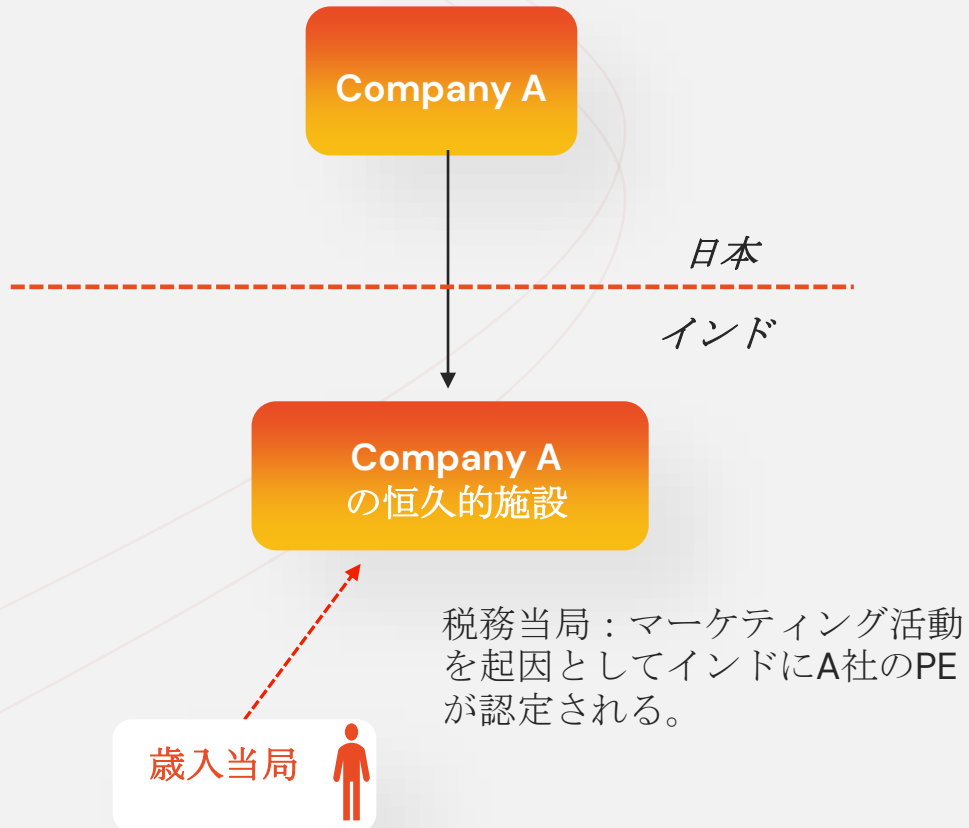 Company A
日本
インド
Company A
の恒久的施設
税務当局：マーケティング活動
を起因としてインドにA社のPE
が認定される。
歳入当局